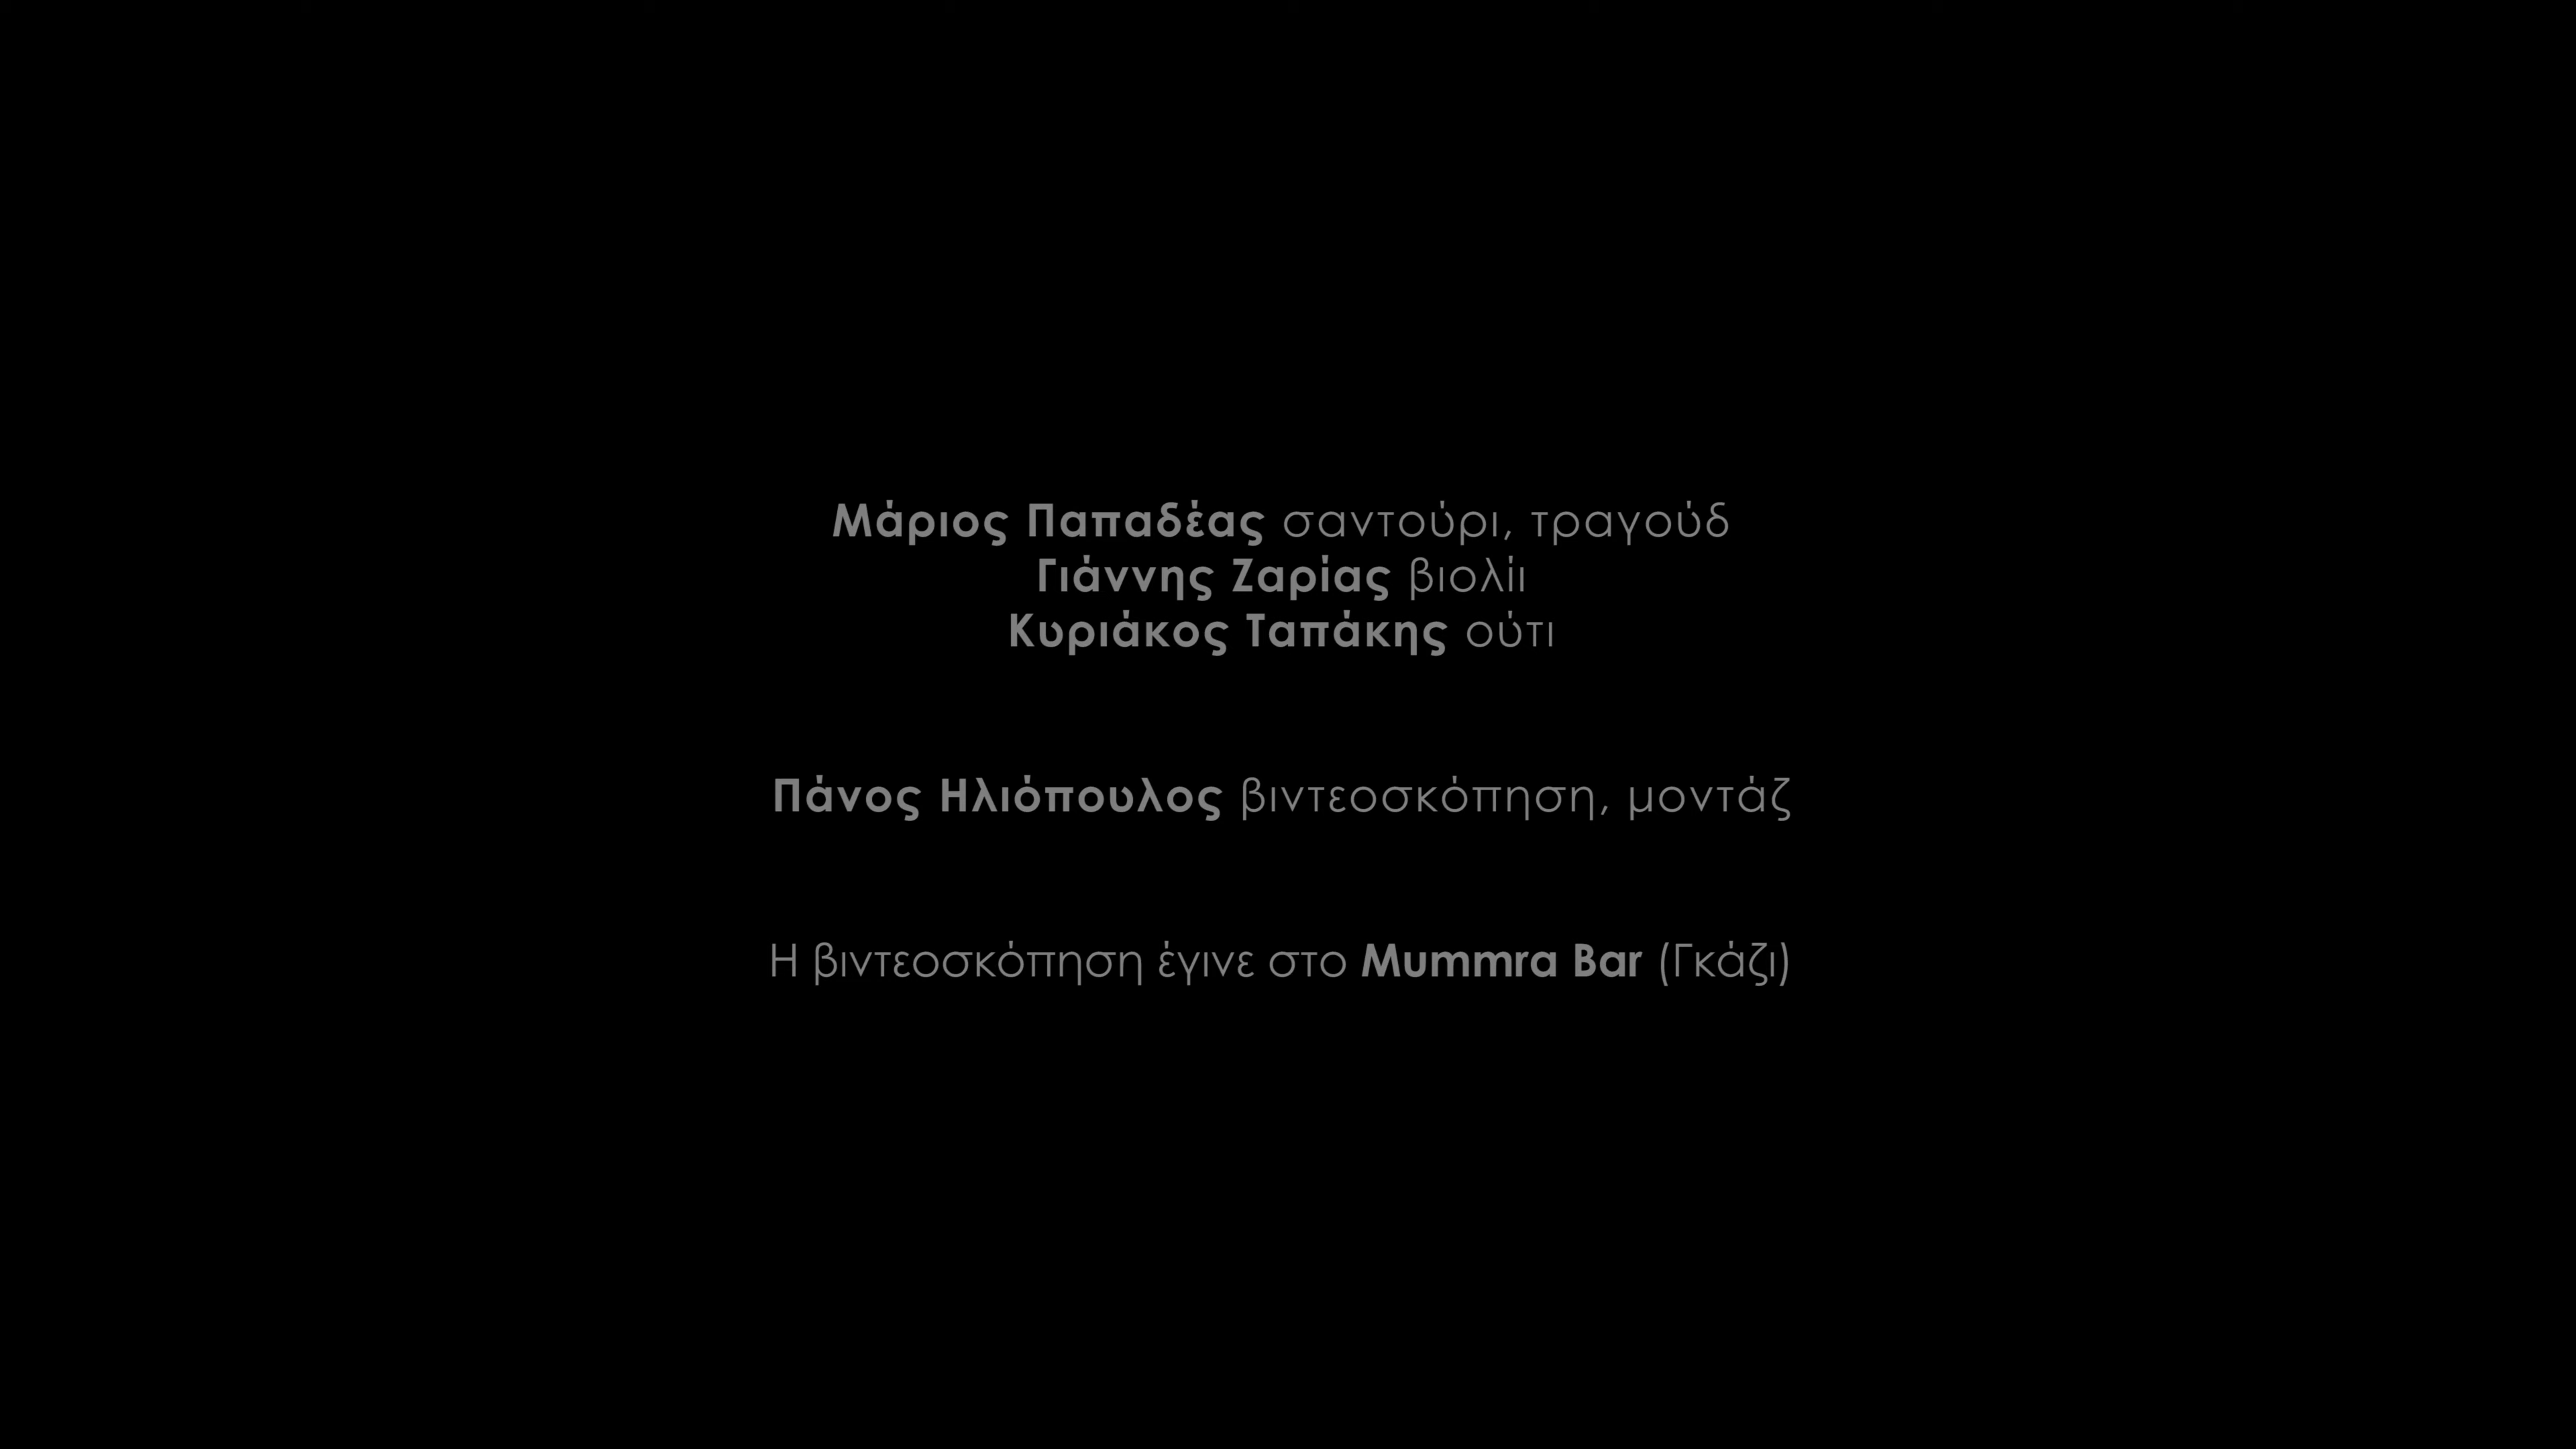 Μάριος Παπαδέας σαντούρι, τραγούδ
Γιάννης Ζαρίας βιολίι
Κυριάκος Ταπάκης ούτι
Πάνος Ηλιόπουλος βιντεοσκόπηση, μοντάζ
Η βιντεοσκόπηση έγινε στο Mummra Bar (Γκάζι)